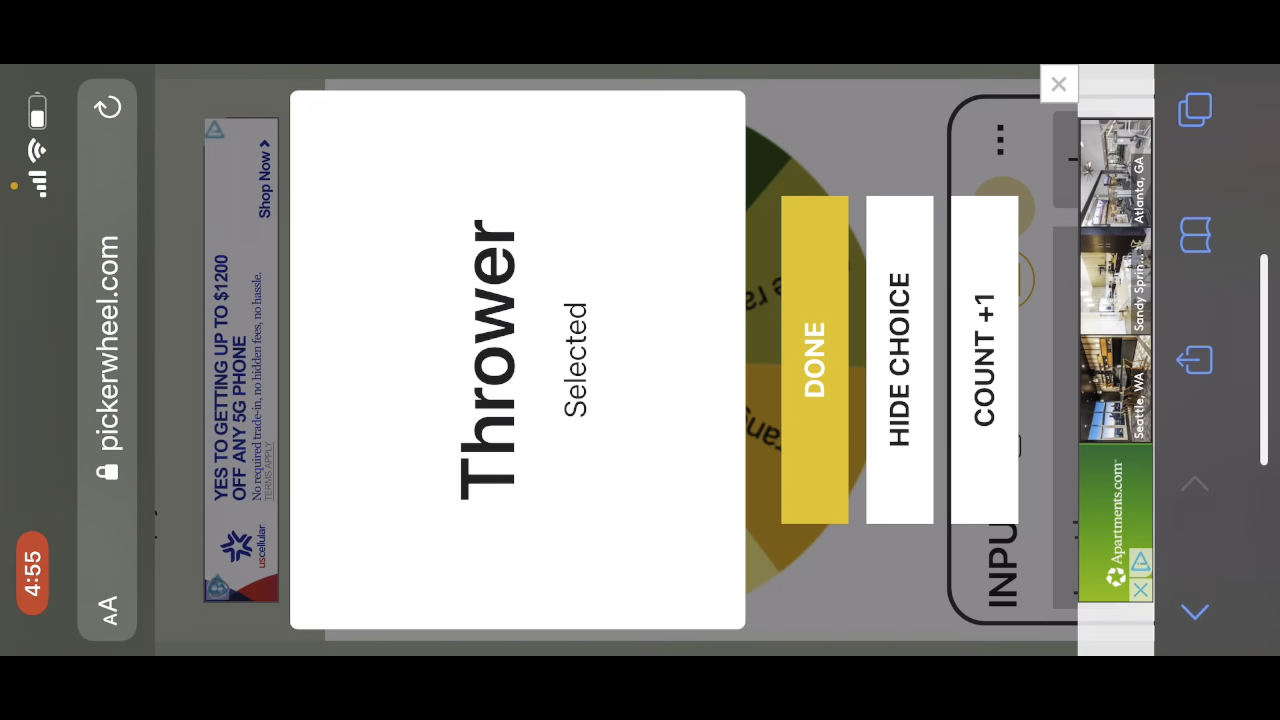 4:55
AA
pickerwheel.com
YES TO GETTING UP TO $1200
OFF ANY 5G PHONE
No required trade-in, no hidden fees, no hassle.
TERMS APPLY
Shop Now
uscellular
Thrower
Selected
DONE
HIDE CHOICE
COUNT +1
INPU
Apartments.com
Seattle, WA
Sandy Sprin...
Atlanta, GA